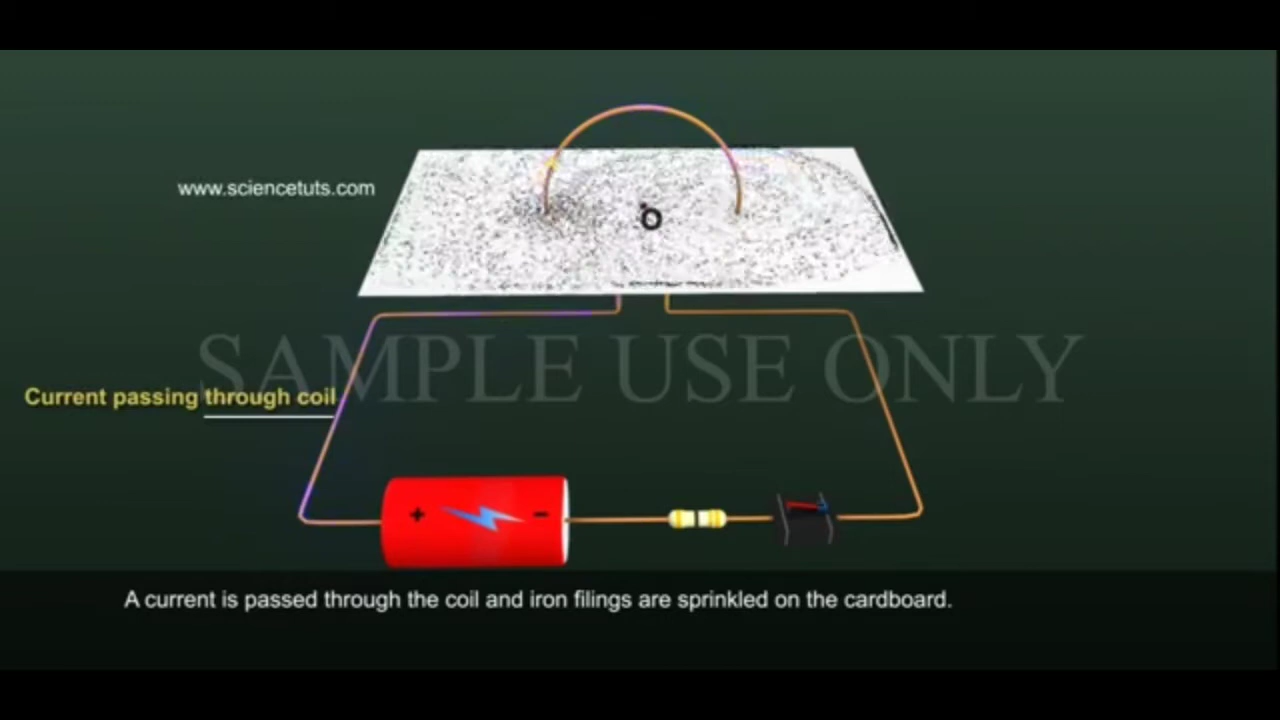 www.sciencetuts.com
O
SAMPLE USE ONLY
Current passing through coil
+ -
A current is passed through the coil and iron filings are sprinkled on the cardboard.